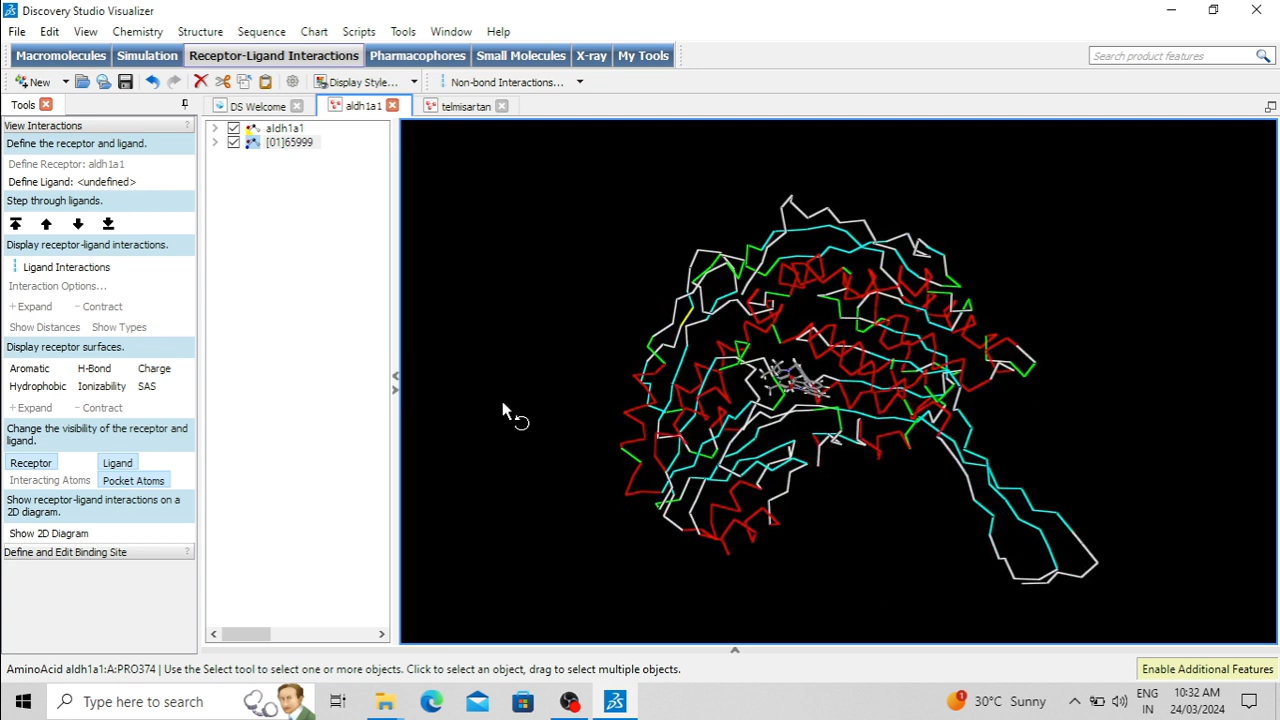 Discovery Studio Visualizer
File Edit View Chemistry Structure Sequence Chart Scripts Tools Window Help
Macromolecules Simulation Receptor-Ligand Interactions Pharmacophores Small Molecules X-ray My Tools Search product features
New Display Style... Non-bond Interactions...
Tools DS Welcome aldh1a1 telmisartan
View Interactions ?
Define the receptor and ligand.
Define Receptor: aldh1a1
Define Ligand: <undefined>
Step through ligands.
Display receptor-ligand interactions.
Ligand Interactions
Interaction Options...
+ Expand - Contract
Show Distances Show Types
Display receptor surfaces.
Aromatic H-Bond Charge
Hydrophobic Ionizability SAS
+ Expand - Contract
Change the visibility of the receptor and
ligand.
Receptor Ligand
Interacting Atoms Pocket Atoms
Show receptor-ligand interactions on a
2D diagram.
Show 2D Diagram
Define and Edit Binding Site ?
aldh1a1
[01]65999
AminoAcid aldh1a1:A:PRO374 | Use the Select tool to select one or more objects. Click to select an object, drag to select multiple objects.
Enable Additional Features
Type here to search
1 30°C Sunny
ENG
IN
10:32 AM
24/03/2024